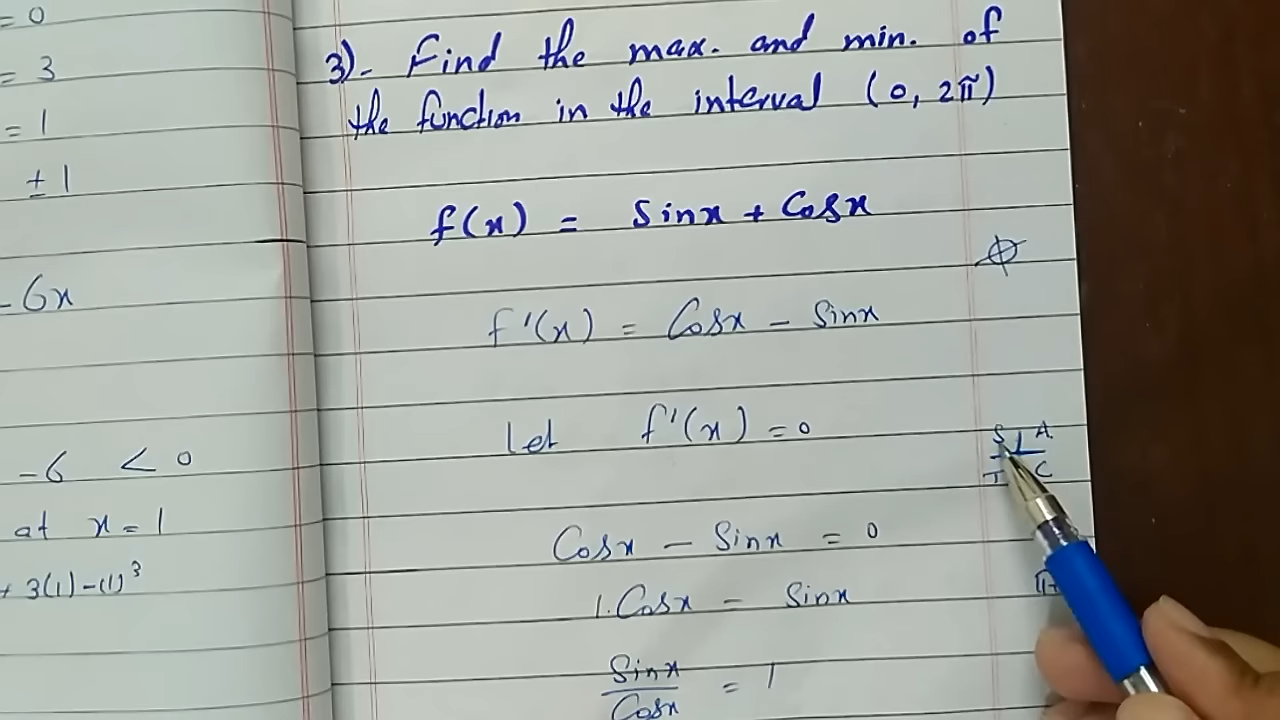 = 0
= 3
= 1
± 1
- 6x
-6 < 0
at x = 1
+ 3(1) - (1)³
3)- Find the max. and min. of
the function in the interval (0, 2π)
f(x) = Sinx + Cosx
f'(x) = Cosx - Sinx
Let f'(x) = 0
S A
T C
Cosx - Sinx = 0
1. Cosx = Sinx
Sinx
Cosx = 1